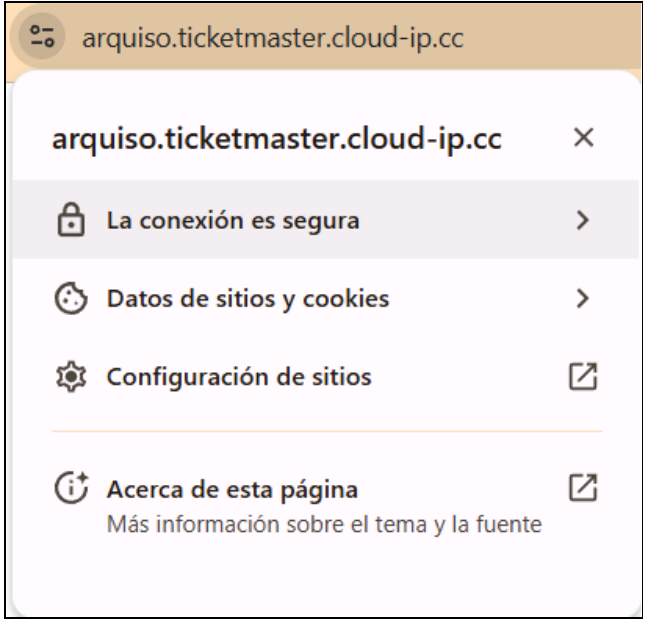 arquiso.ticketmaster.cloud-ip.cc
arquiso.ticketmaster.cloud-ip.cc
La conexión es segura
Datos de sitios y cookies
Configuración de sitios
Acerca de esta página
Más información sobre el tema y la fuente